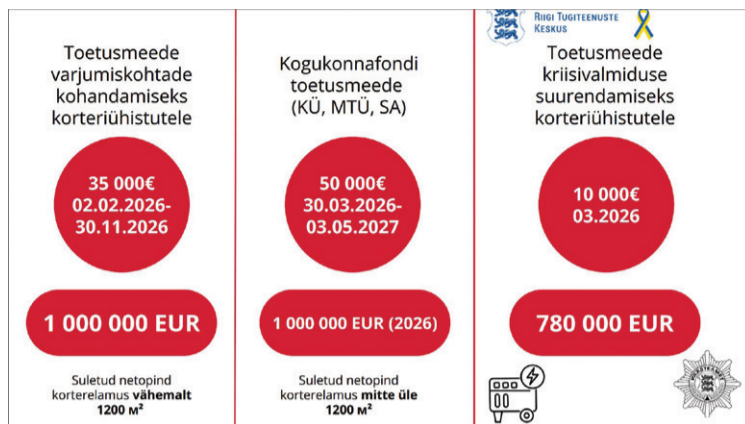 Toetusmeede
varjumiskohtade
kohandamiseks
korteriühistutele
35 000€
02.02.2026-
30.11.2026
1 000 000 EUR
Suletud netopind
korterelamus vähemalt
1200 м²
Kogukonnafondi
toetusmeede
(KÜ, MTÜ, SA)
50 000€
30.03.2026-
03.05.2027
1 000 000 EUR (2026)
Suletud netopind
korterelamus mitte üle
1200 м²
RIIGI TUGITEENUSTE
KESKUS
Toetusmeede
kriisivalmiduse
suurendamiseks
korteriühistutele
10 000€
03.2026
780 000 EUR